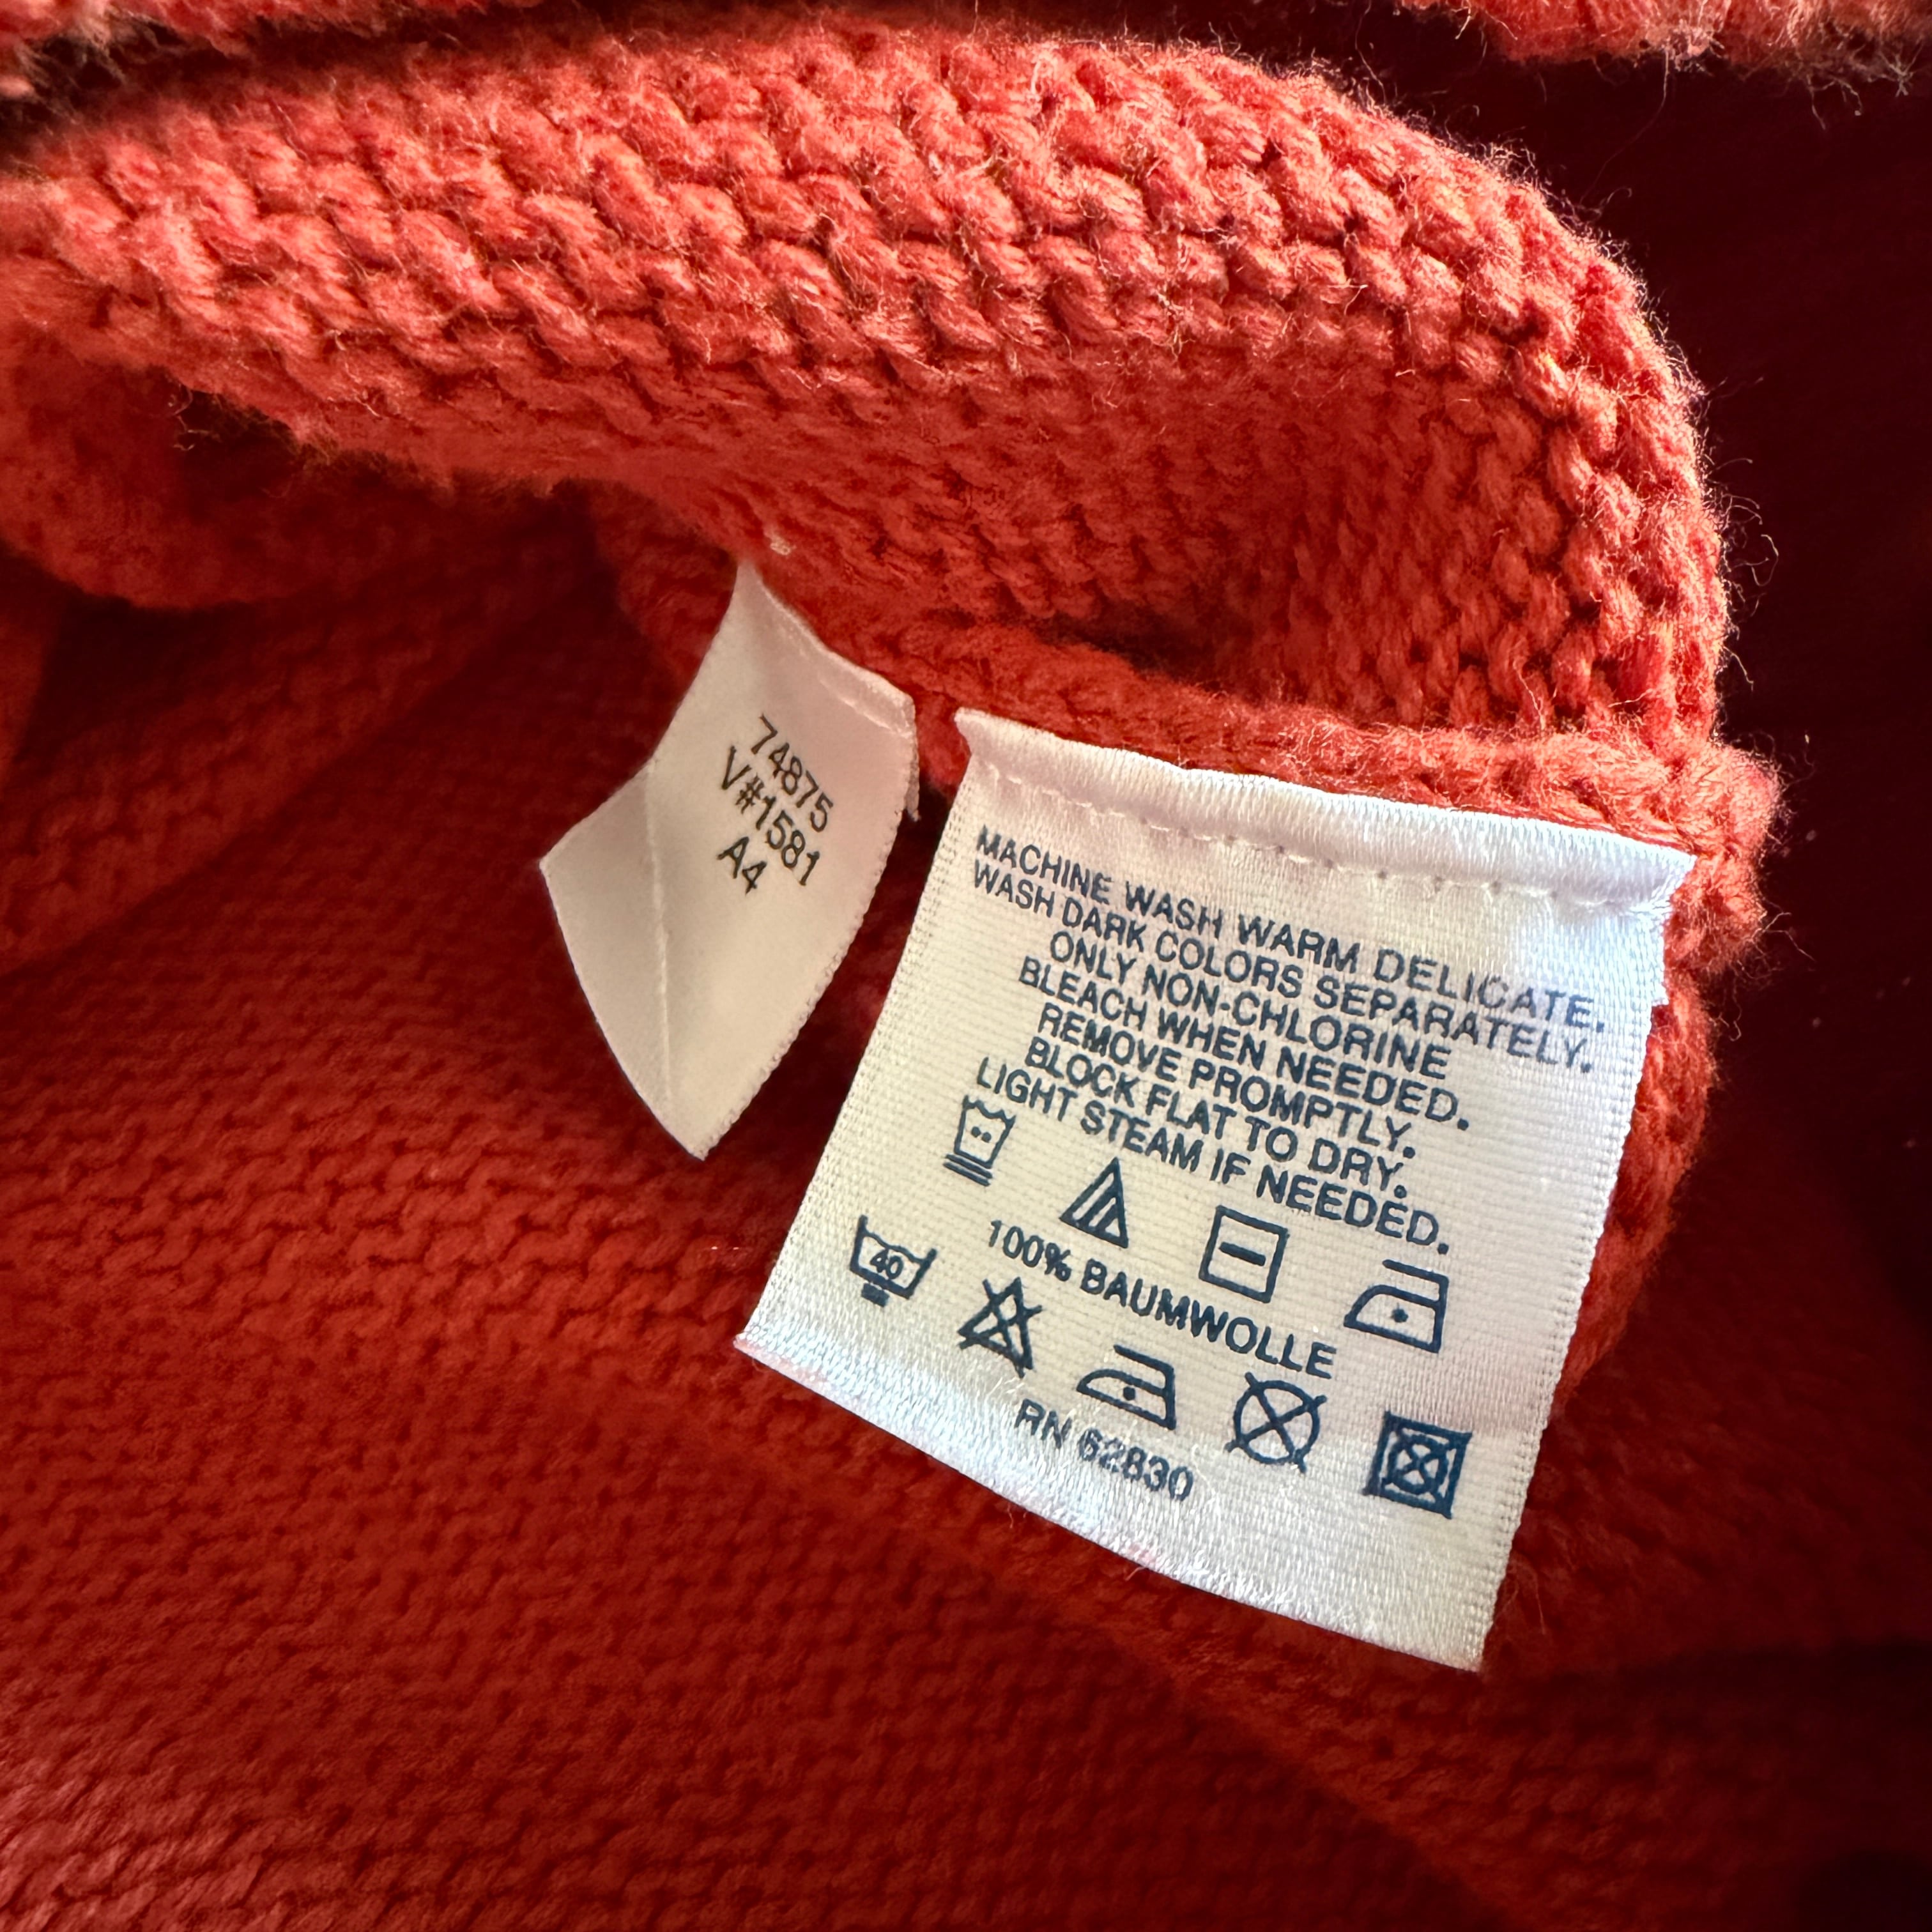 74875
V#1581
A4
MACHINE WASH WARM DELICATE.
WASH DARK COLORS SEPARATELY.
ONLY NON-CHLORINE
BLEACH WHEN NEEDED.
REMOVE PROMPTLY.
BLOCK FLAT TO DRY.
LIGHT STEAM IF NEEDED.
100% BAUMWOLLE
40
RN 62830